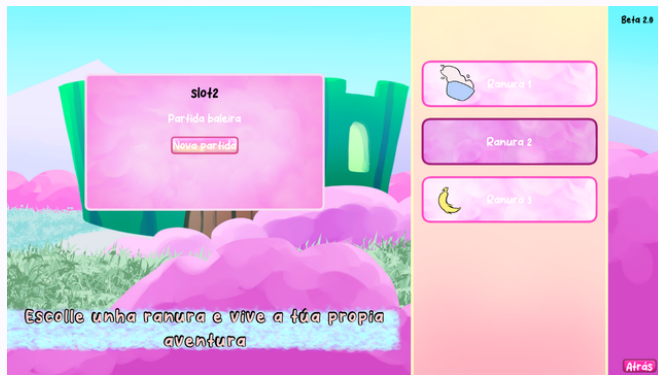 Beta 2.0
slot2
Partida baleira
Nova partida
Ranura 1
Ranura 2
Ranura 3
Escolle unha ranura e vive a túa propia
aventura
Atrás